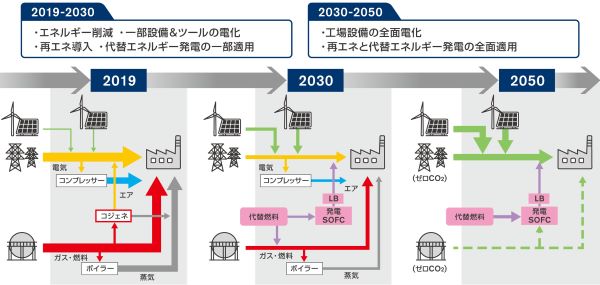 2019-2030
・エネルギー削減 ・一部設備＆ツールの電化
・再エネ導入 ・代替エネルギー発電の一部適用
2030-2050
・工場設備の全面電化
・再エネと代替エネルギー発電の全面適用
2019
電気
コンプレッサー
エア
コジェネ
ガス・燃料
ボイラー
蒸気
2030
電気
コンプレッサー
エア
LB
代替燃料
発電
SOFC
ガス・燃料
ボイラー
蒸気
2050
(ゼロCO₂)
LB
代替燃料
発電
SOFC
(ゼロCO₂)